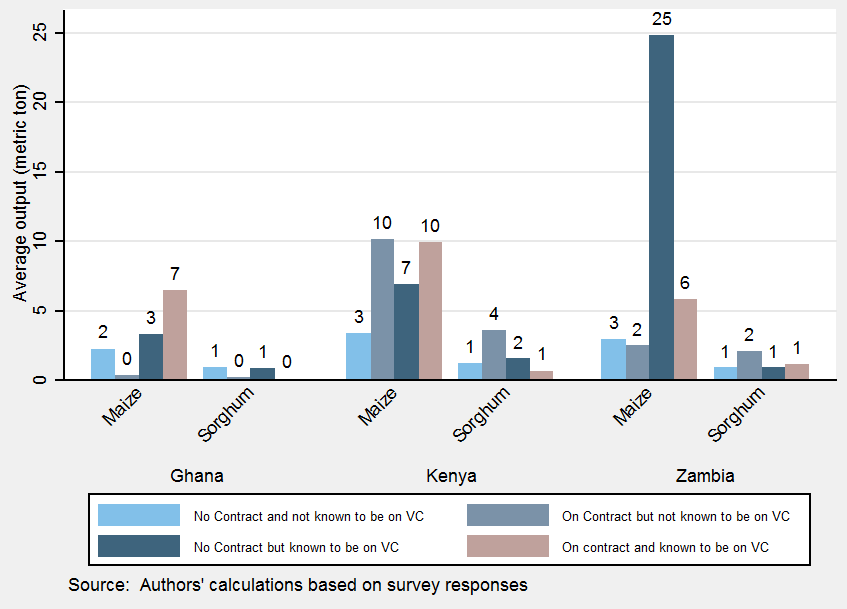 Average output (metric ton)
25
20
15
10
5
0
2
0
3
7
1
0
1
0
3
10
7
10
1
4
2
1
3
2
25
6
1
2
1
1
Maize
Sorghum
Maize
Sorghum
Maize
Sorghum
Ghana
Kenya
Zambia
No Contract and not known to be on VC
On Contract but not known to be on VC
No Contract but known to be on VC
On contract and known to be on VC
Source: Authors' calculations based on survey responses